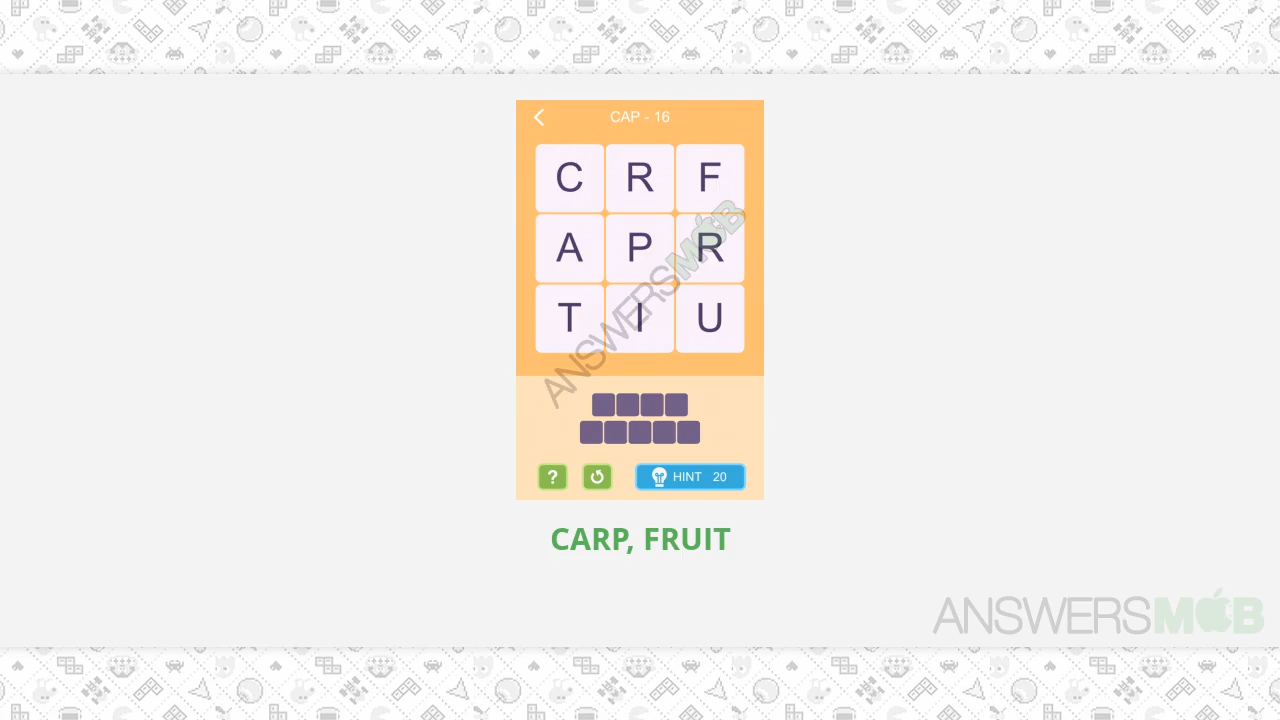 CAP - 16
C R F
A P R
T I U
ANSWERSMOB
? HINT 20
CARP, FRUIT
ANSWERSMOB